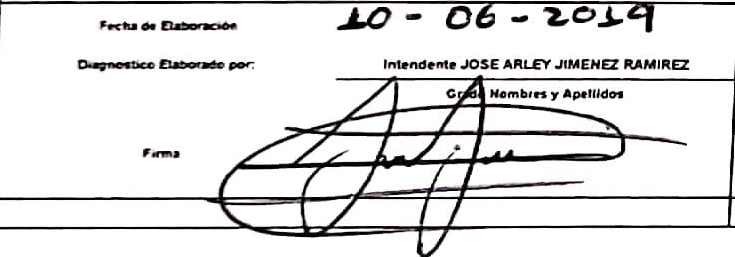 Fecha de Elaboración 10 - 06 - 2019
Diagnostico Elaborado por: Intendente JOSE ARLEY JIMENEZ RAMIREZ
Grado Nombres y Apellidos
Firma